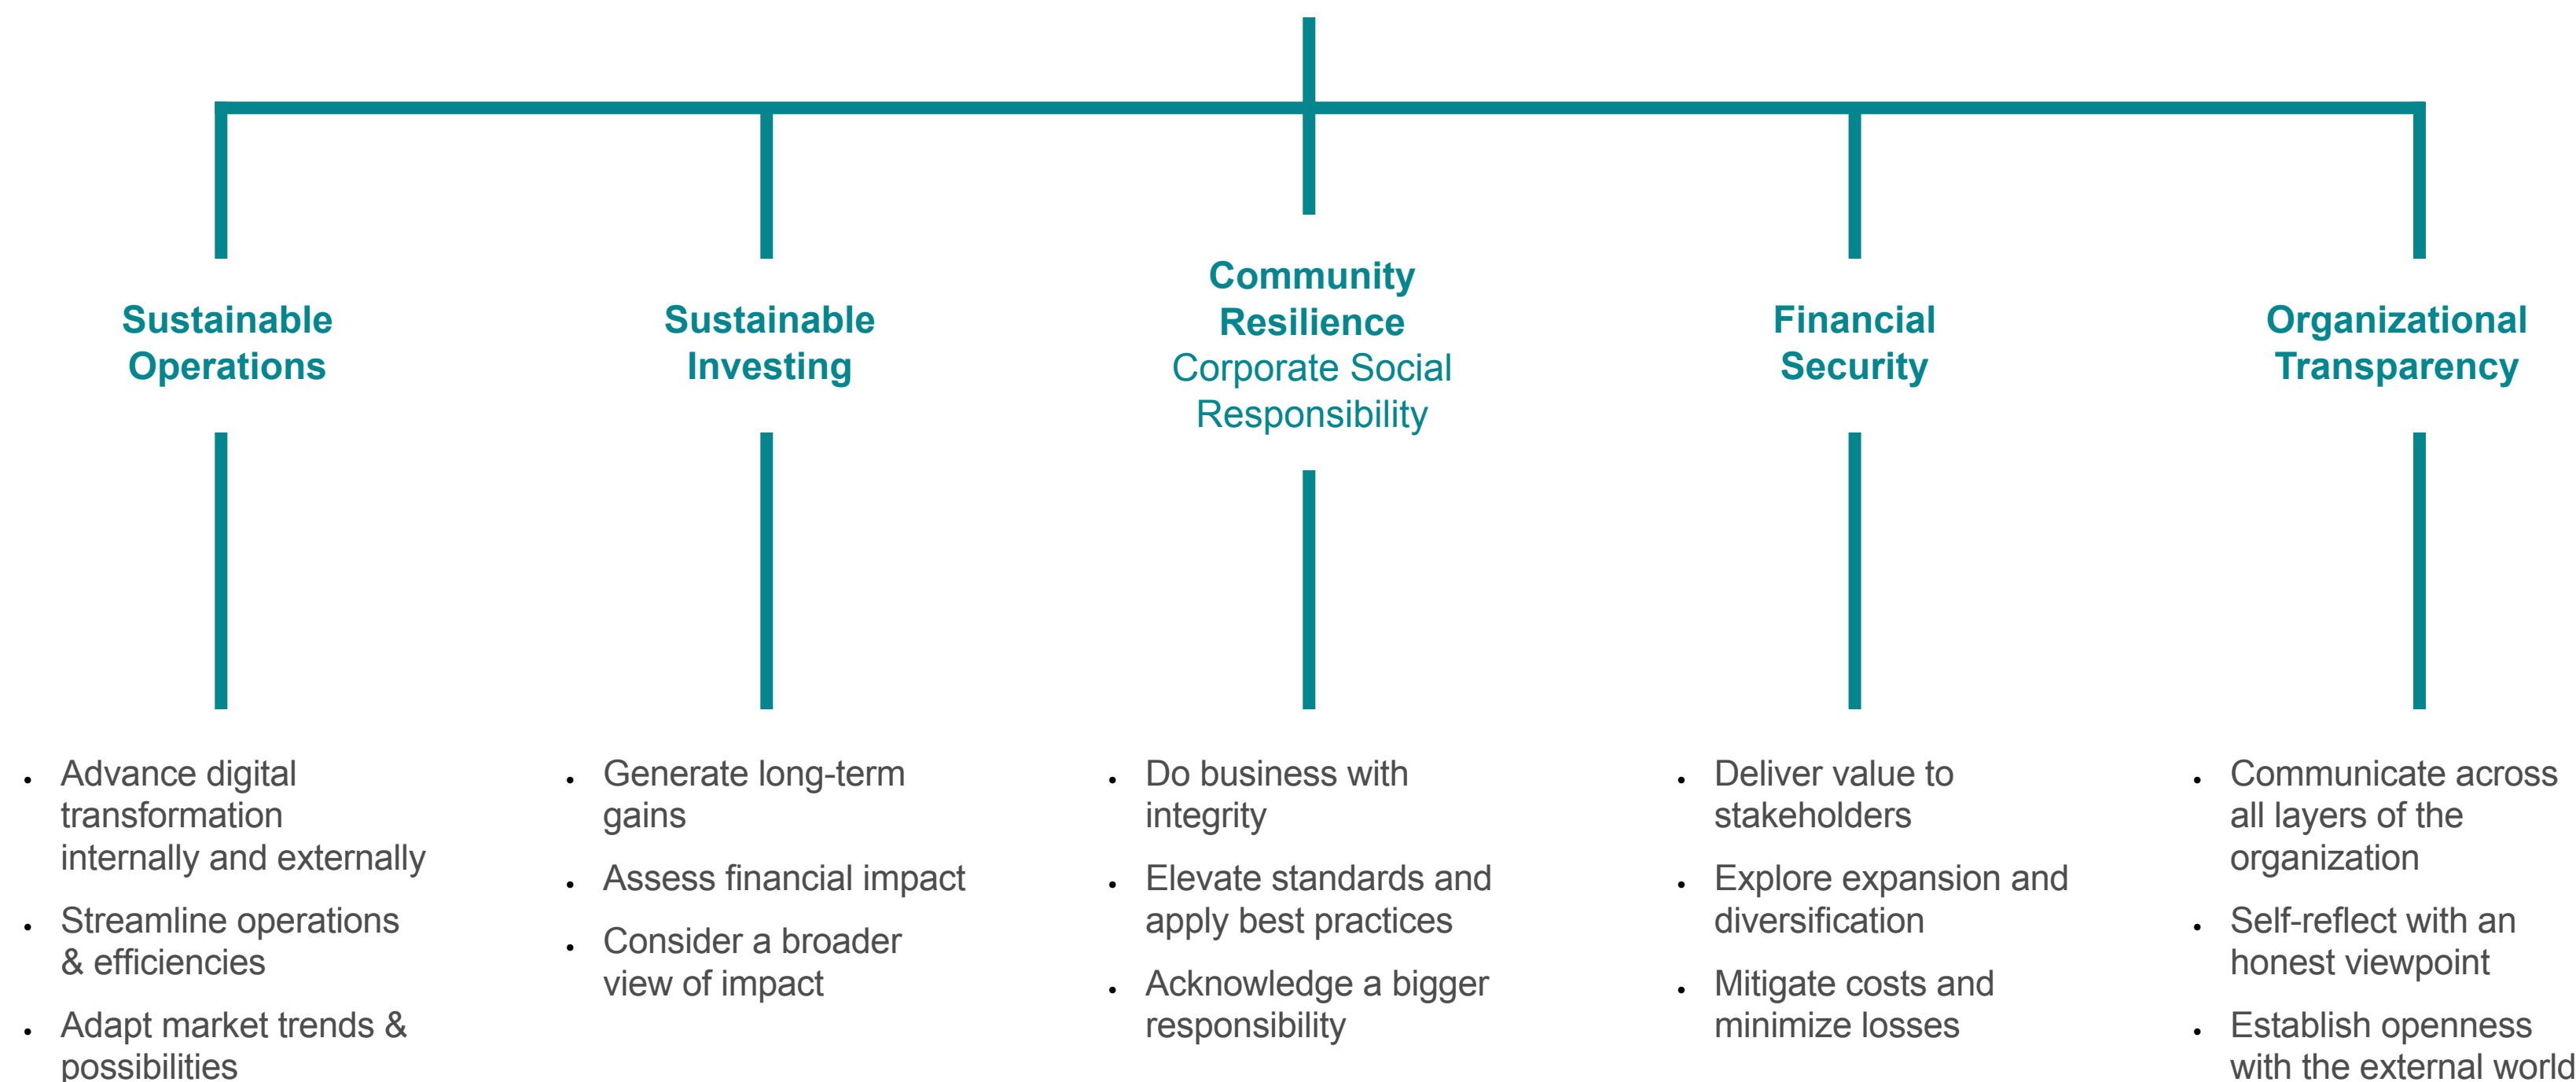 Sustainable
Operations
Sustainable
Investing
Community
Resilience
Corporate Social
Responsibility
Financial
Security
Organizational
Transparency
• Advance digital
transformation
internally and externally
• Streamline operations
& efficiencies
• Adapt market trends &
possibilities
• Generate long-term
gains
• Assess financial impact
• Consider a broader
view of impact
• Do business with
integrity
• Elevate standards and
apply best practices
• Acknowledge a bigger
responsibility
• Deliver value to
stakeholders
• Explore expansion and
diversification
• Mitigate costs and
minimize losses
• Communicate across
all layers of the
organization
• Self-reflect with an
honest viewpoint
• Establish openness
with the external world